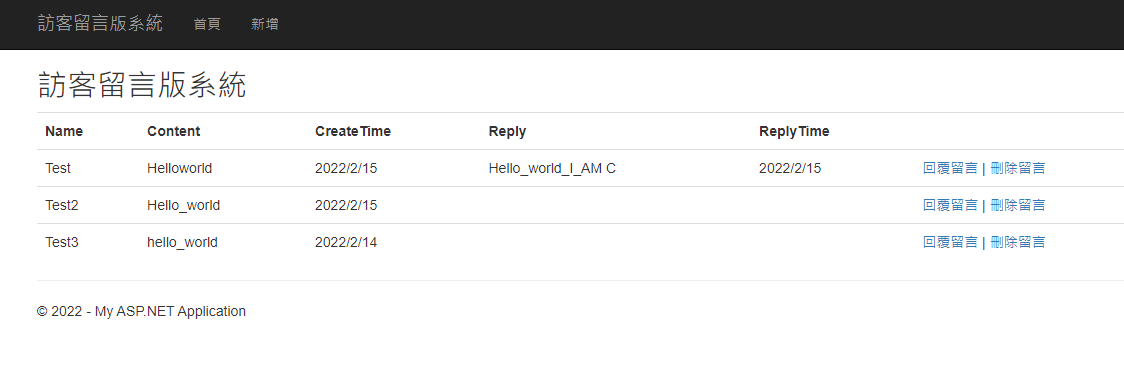 訪客留言版系統 首頁 新增
訪客留言版系統
Name Content CreateTime Reply ReplyTime
Test Helloworld 2022/2/15 Hello_world_I_AM C 2022/2/15 回覆留言 | 刪除留言
Test2 Hello_world 2022/2/15 回覆留言 | 刪除留言
Test3 hello_world 2022/2/14 回覆留言 | 刪除留言
© 2022 - My ASP.NET Application